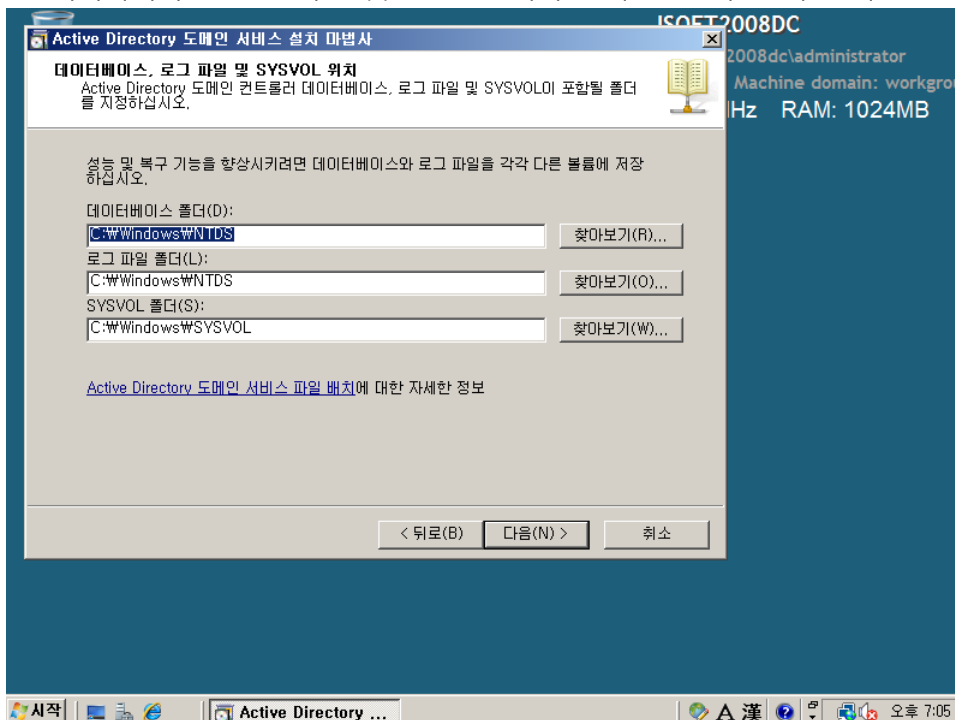 ISOFT2008DC
2008dc\administrator
Machine domain: workgro
Hz RAM: 1024MB
Active Directory 도메인 서비스 설치 마법사
데이터베이스, 로그 파일 및 SYSVOL 위치
Active Directory 도메인 컨트롤러 데이터베이스, 로그 파일 및 SYSVOL이 포함될 폴더
를 지정하십시오.
성능 및 복구 기능을 향상시키려면 데이터베이스와 로그 파일을 각각 다른 볼륨에 저장
하십시오.
데이터베이스 폴더(D):
C:₩Windows₩NTDS
찾아보기(R)...
로그 파일 폴더(L):
C:₩Windows₩NTDS
찾아보기(O)...
SYSVOL 폴더(S):
C:₩Windows₩SYSVOL
찾아보기(W)...
Active Directory 도메인 서비스 파일 배치에 대한 자세한 정보
< 뒤로(B) 다음(N) > 취소
시작 Active Directory ... A 漢 오후 7:05